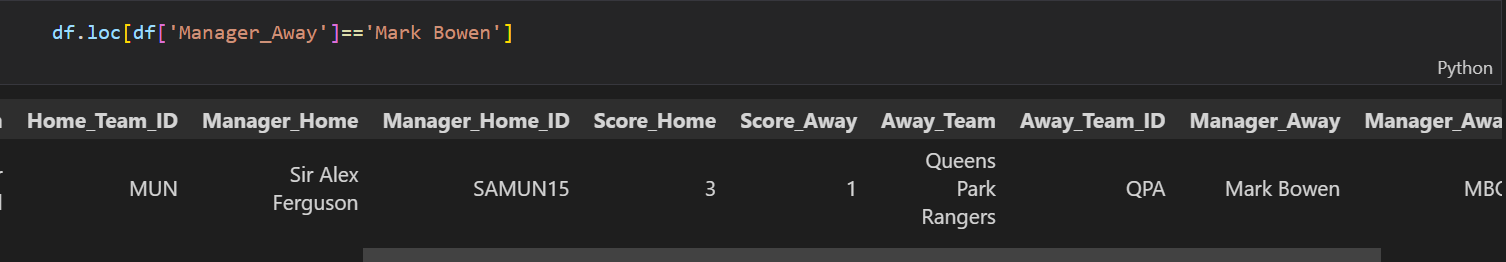 df.loc[df['Manager_Away']=='Mark Bowen']
Python
Home_Team_ID Manager_Home Manager_Home_ID Score_Home Score_Away Away_Team Away_Team_ID Manager_Away
MUN Sir Alex Ferguson SAMUN15 3 1 Queens Park Rangers QPA Mark Bowen